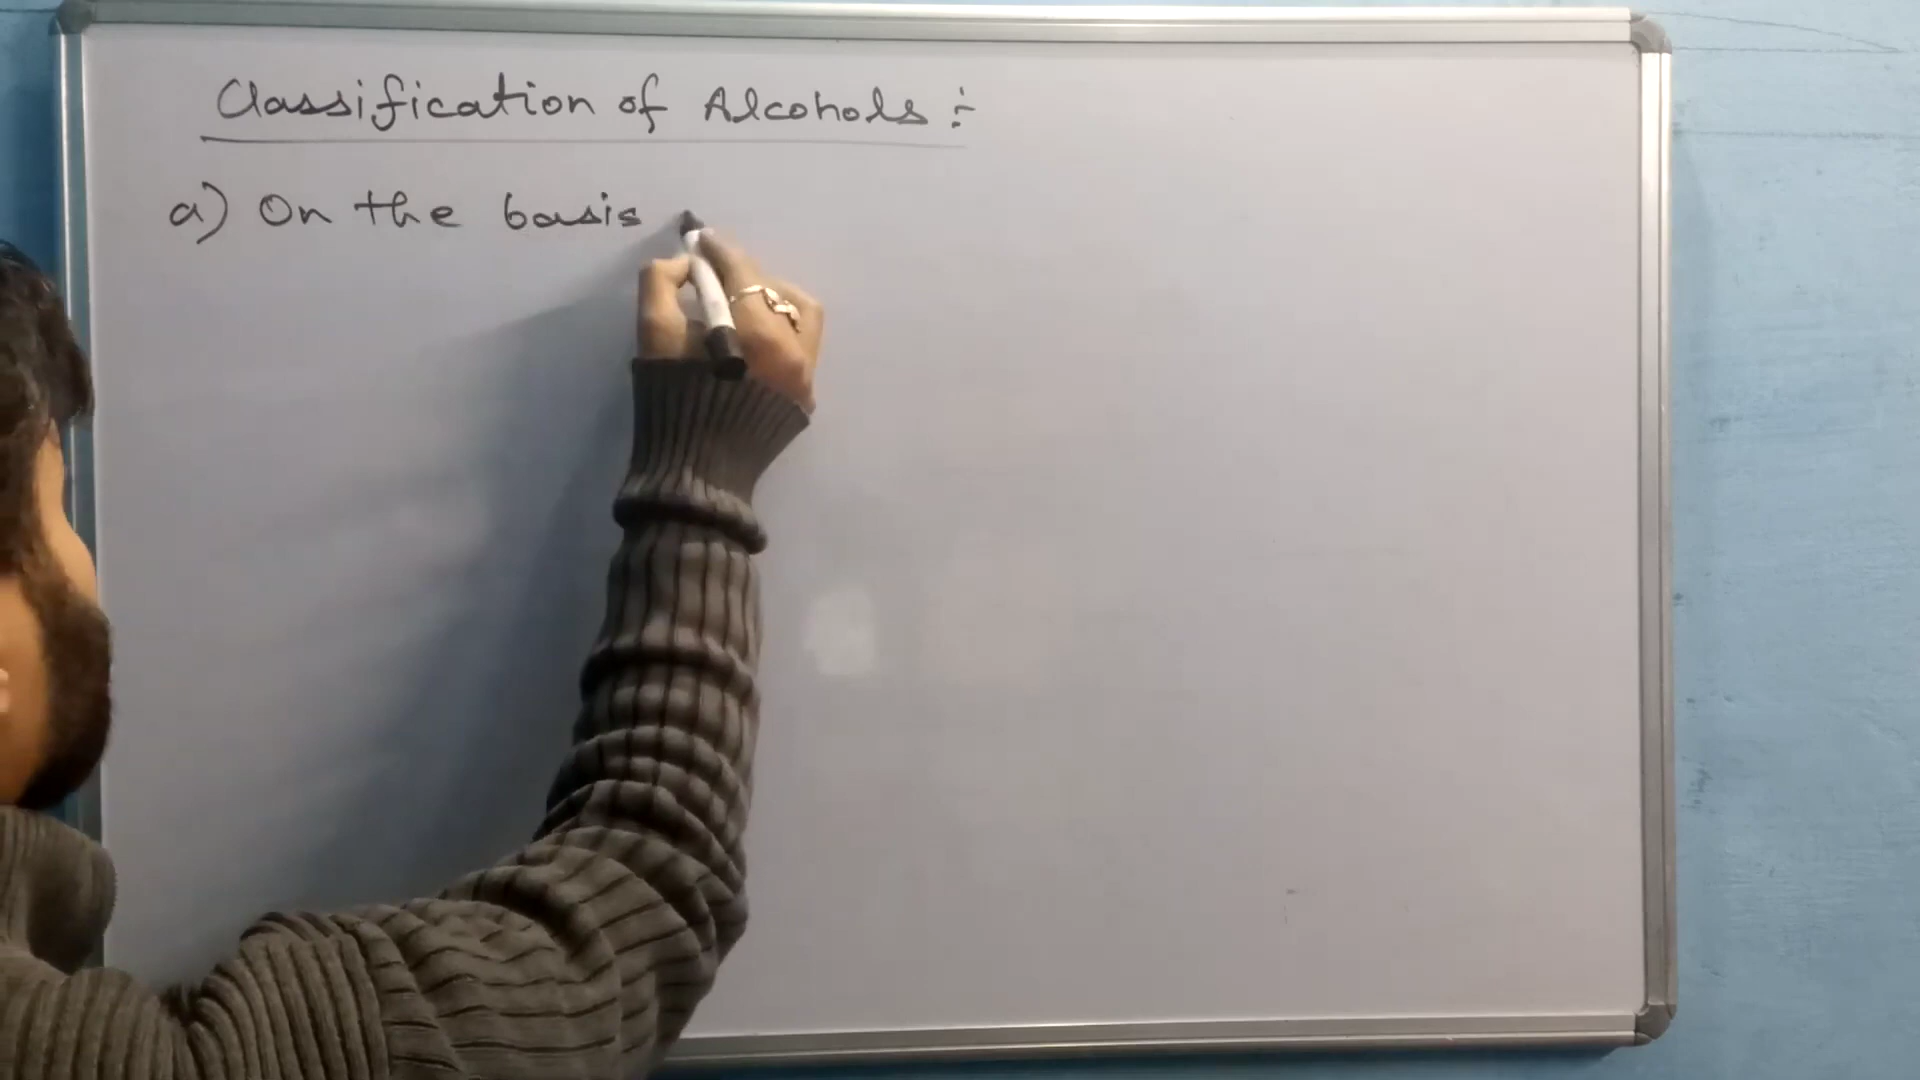 Classification of Alcohols :-
a) On the basis